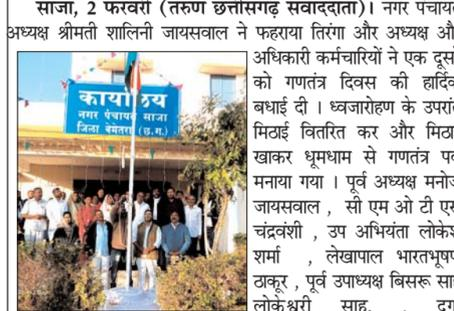 साजा, 2 फरवरी (तरुण छत्तीसगढ़ संवाददाता)। नगर पंचायत
अध्यक्ष श्रीमती शालिनी जायसवाल ने फहराया तिरंगा और अध्यक्ष औ
अधिकारी कर्मचारियों ने एक दूसरे
को गणतंत्र दिवस की हार्दिक
बधाई दी । ध्वजारोहण के उपरां
मिठाई वितरित कर और मिठा
खाकर धूमधाम से गणतंत्र पर्व
मनाया गया । पूर्व अध्यक्ष मनोज
जायसवाल , सी एम ओ टी एस
चंद्रवंशी , उप अभियंता लोकेश
शर्मा , लेखापाल भारतभूषण
ठाकुर , पूर्व उपाध्यक्ष बिसरू साहू
लोकेश्वरी साहू, ,
कार्यालय
नगर पंचायत साजा
जिला बेमेतरा (छ.ग.)